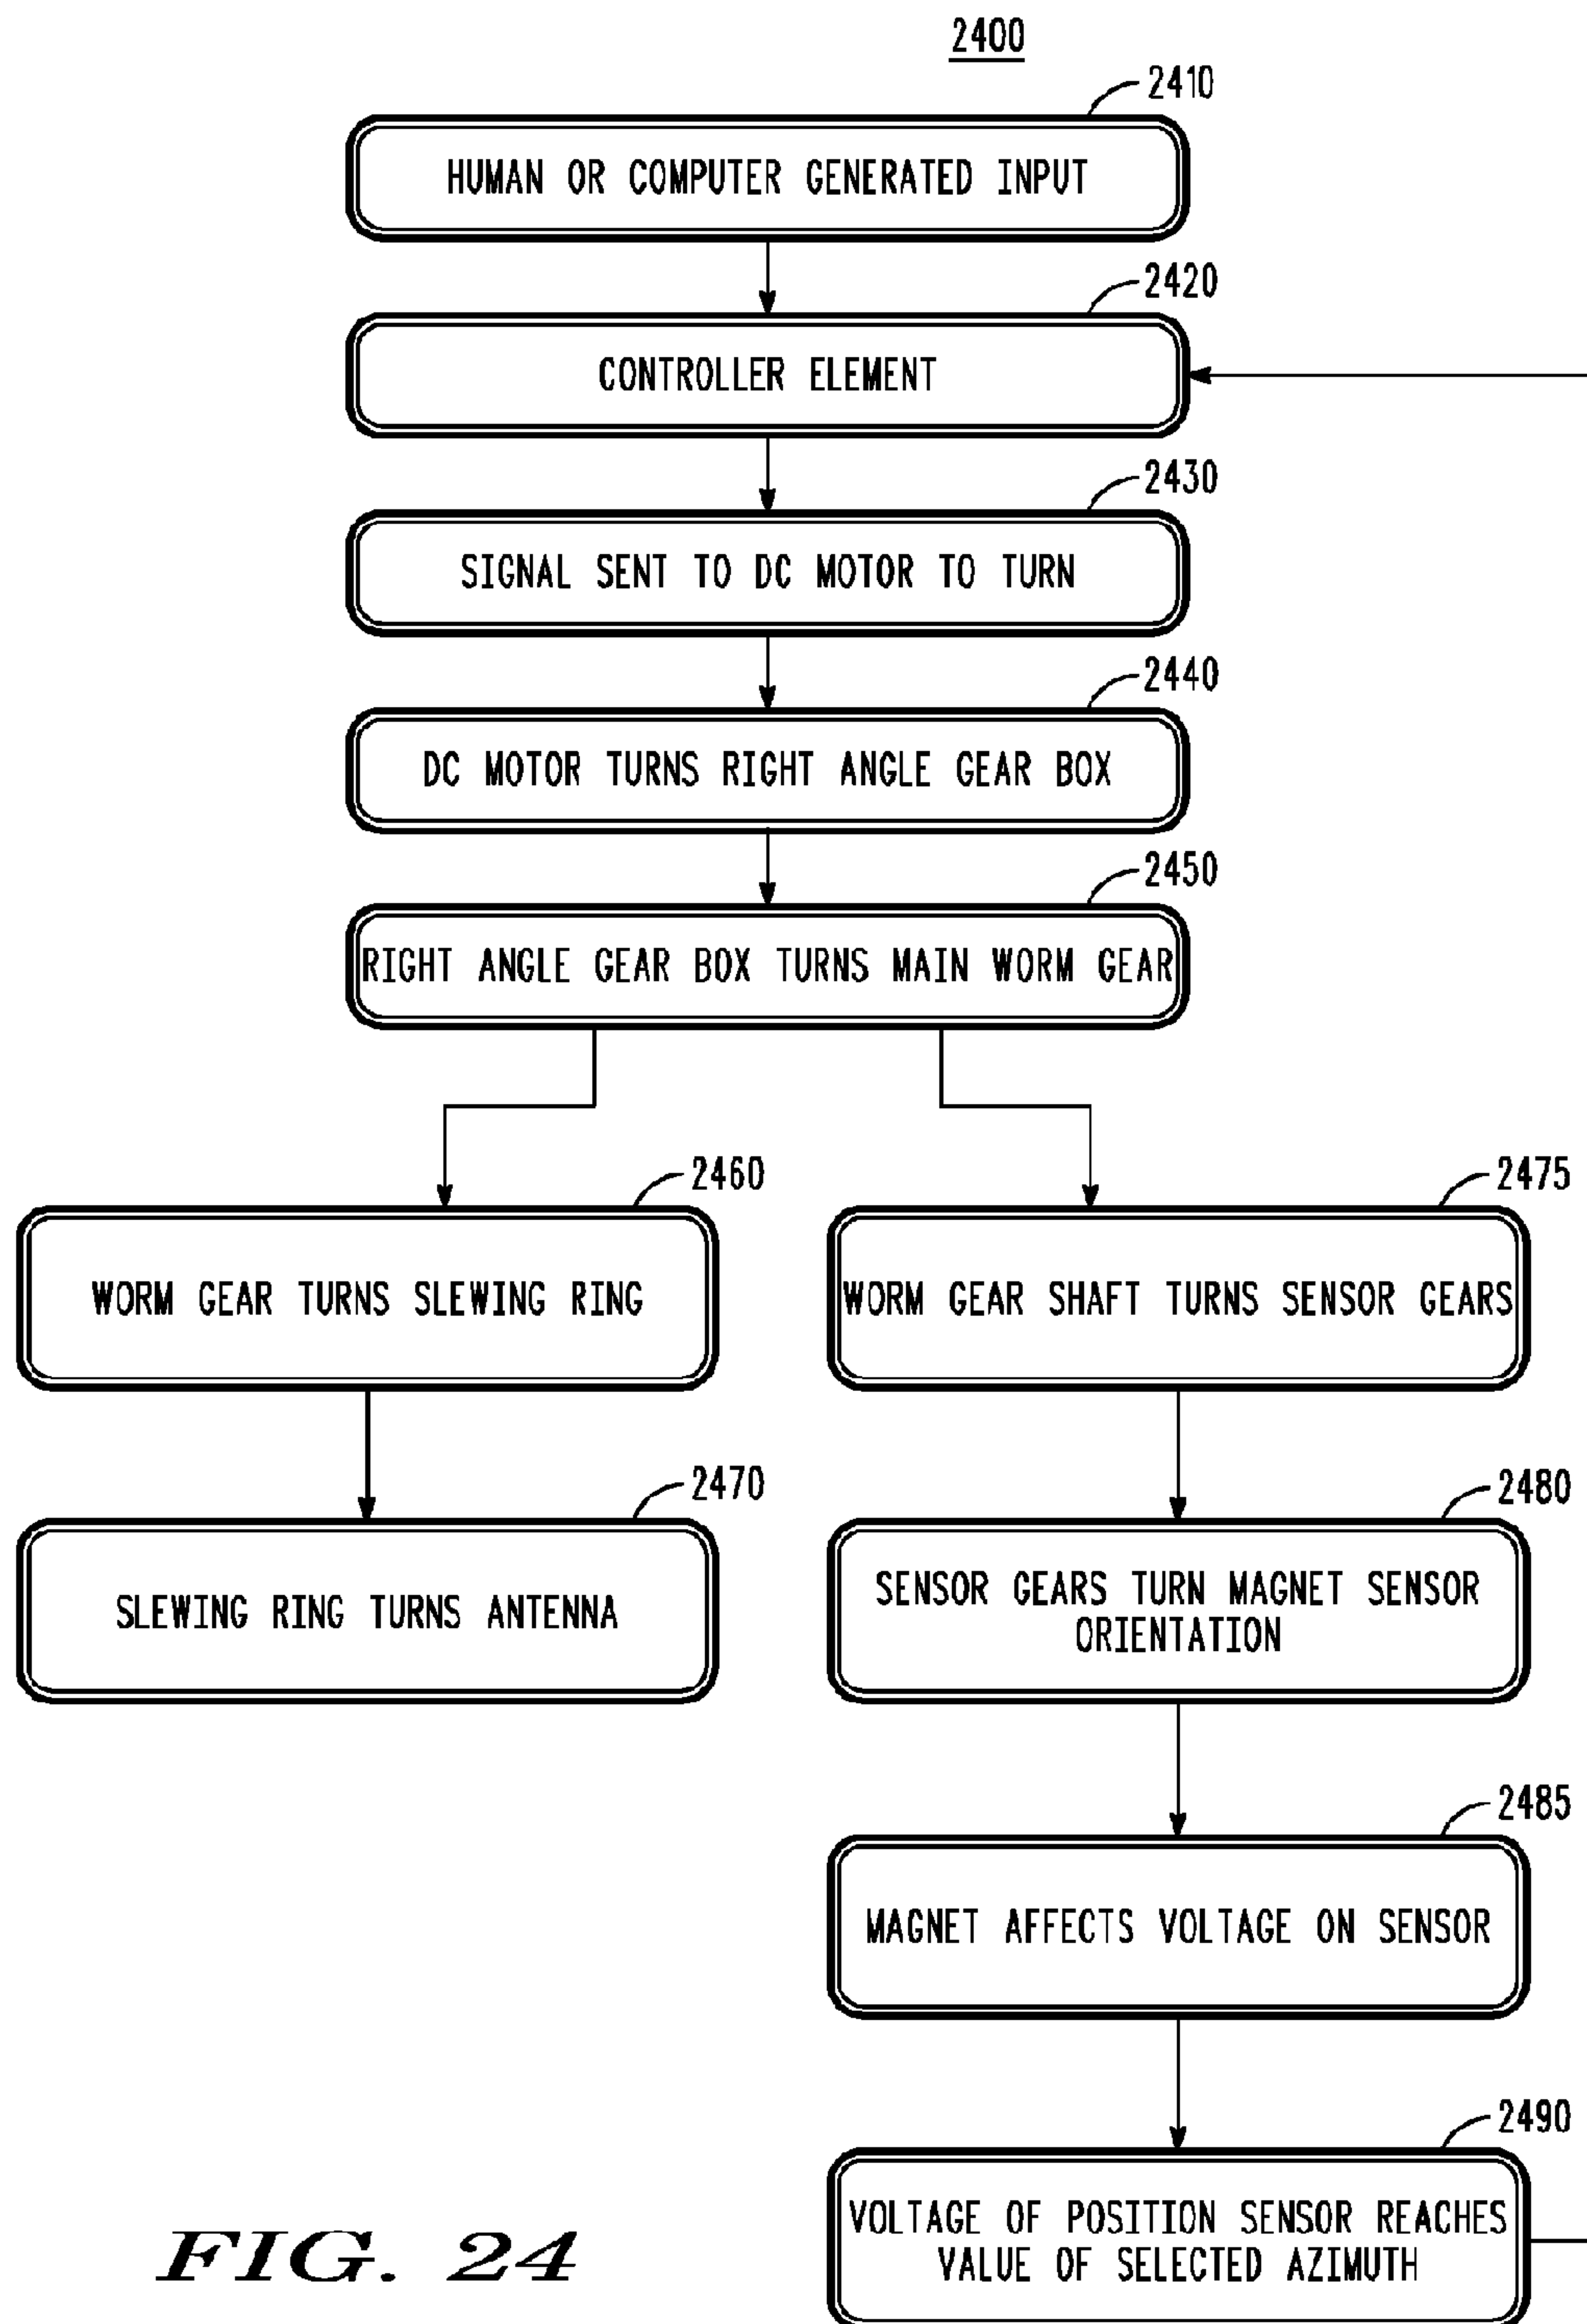 2400
2410
HUMAN OR COMPUTER GENERATED INPUT
2420
CONTROLLER ELEMENT
2430
SIGNAL SENT TO DC MOTOR TO TURN
2440
DC MOTOR TURNS RIGHT ANGLE GEAR BOX
2450
RIGHT ANGLE GEAR BOX TURNS MAIN WORM GEAR
2460
WORM GEAR TURNS SLEWING RING
2475
WORM GEAR SHAFT TURNS SENSOR GEARS
2470
SLEWING RING TURNS ANTENNA
2480
SENSOR GEARS TURN MAGNET SENSOR
ORIENTATION
2485
MAGNET AFFECTS VOLTAGE ON SENSOR
2490
VOLTAGE OF POSITION SENSOR REACHES
VALUE OF SELECTED AZIMUTH
FIG. 24